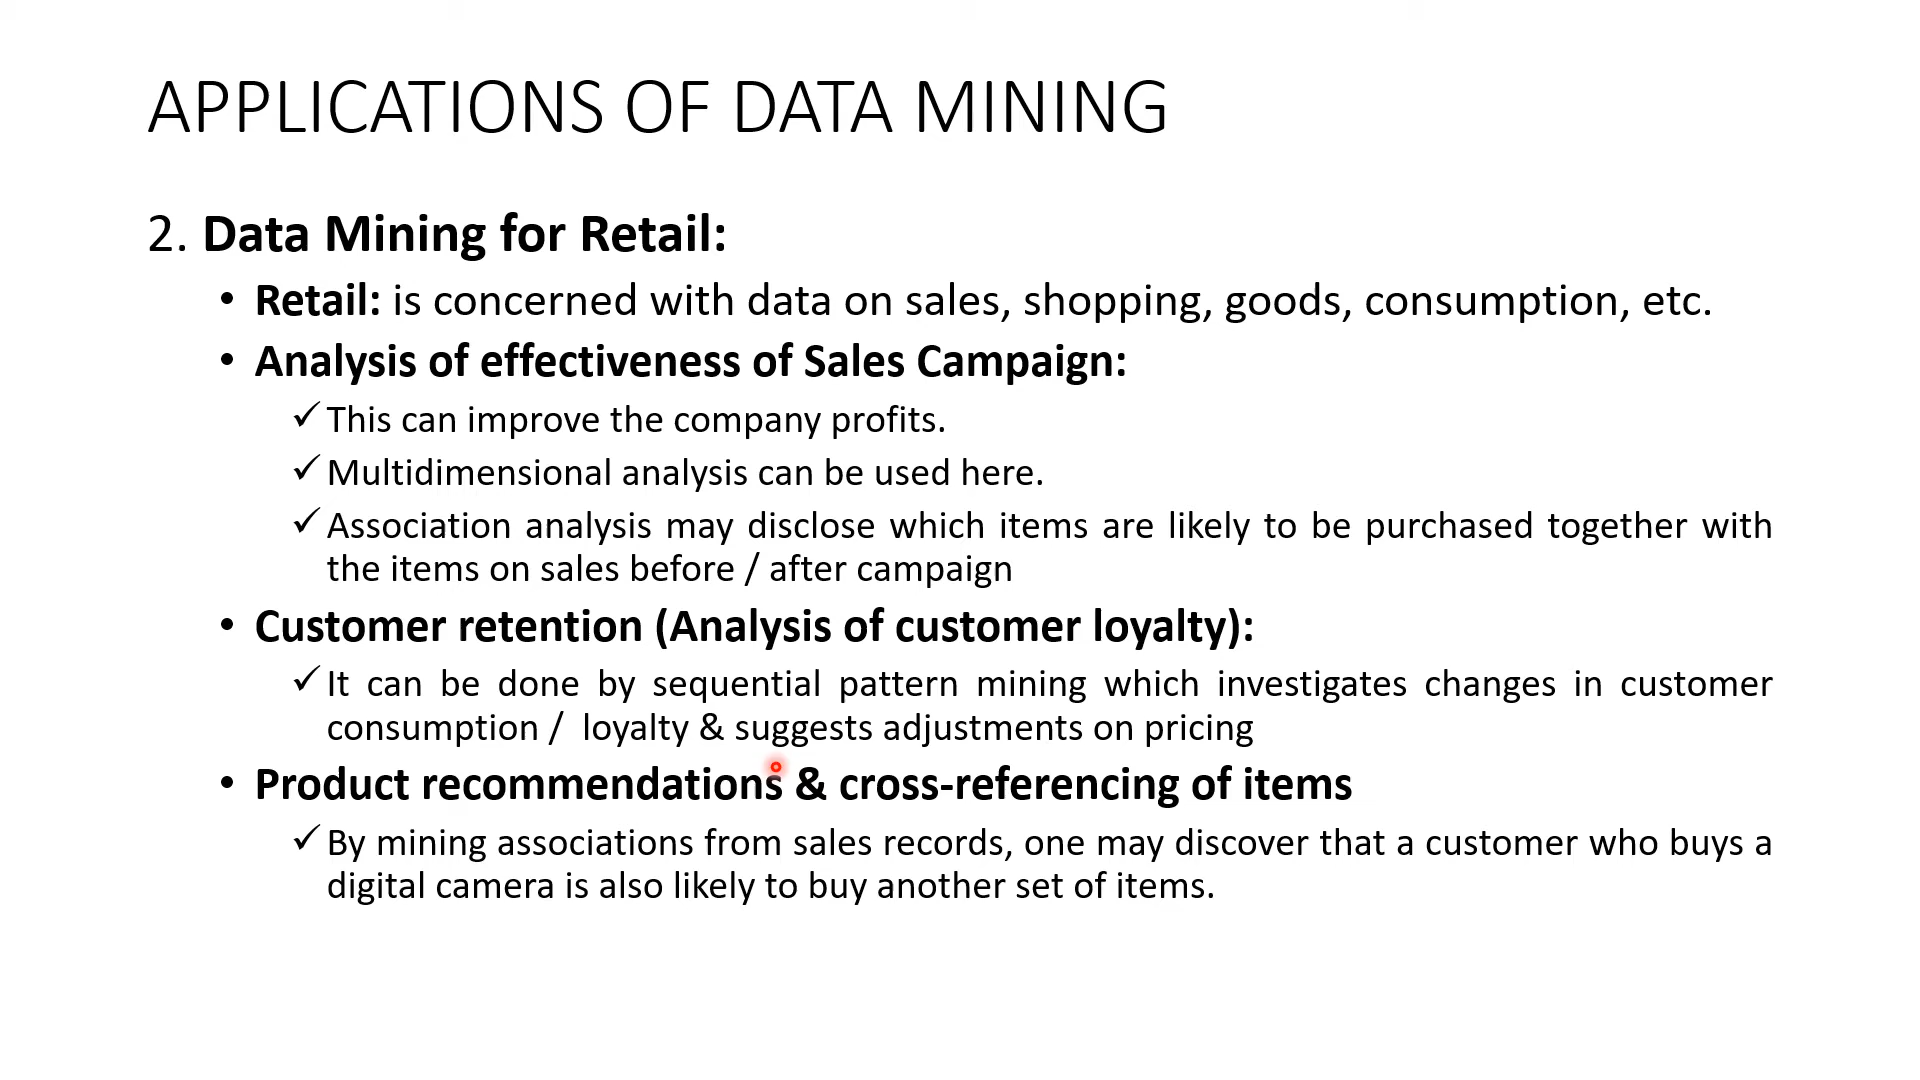 APPLICATIONS OF DATA MINING
2. Data Mining for Retail:
• Retail: is concerned with data on sales, shopping, goods, consumption, etc.
• Analysis of effectiveness of Sales Campaign:
✓ This can improve the company profits.
✓ Multidimensional analysis can be used here.
✓ Association analysis may disclose which items are likely to be purchased together with
the items on sales before / after campaign
• Customer retention (Analysis of customer loyalty):
✓ It can be done by sequential pattern mining which investigates changes in customer
consumption / loyalty & suggests adjustments on pricing
• Product recommendations & cross-referencing of items
✓ By mining associations from sales records, one may discover that a customer who buys a
digital camera is also likely to buy another set of items.